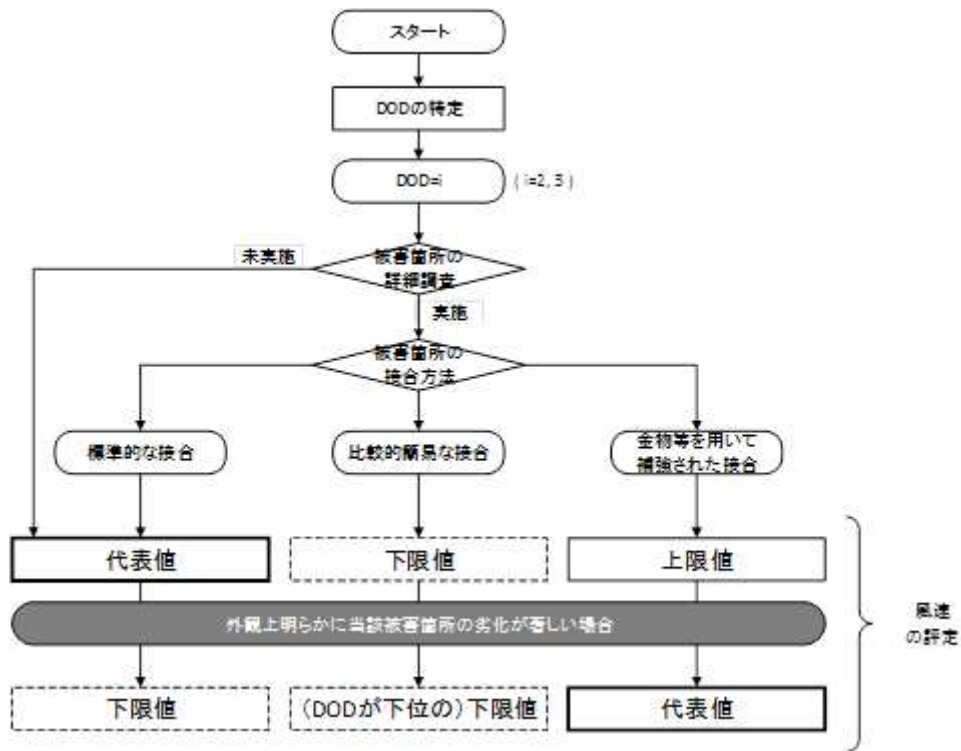 スタート
DODの特定
DOD=i
( i=2, 3 )
未実施
被害箇所の
詳細調査
実施
被害箇所の
接合方法
標準的な接合
比較的簡易な接合
金物等を用いて
補強された接合
代表値
下限値
上限値
外観上明らかに当該被害箇所の劣化が著しい場合
風速
の評定
下限値
(DODが下位の)下限値
代表値